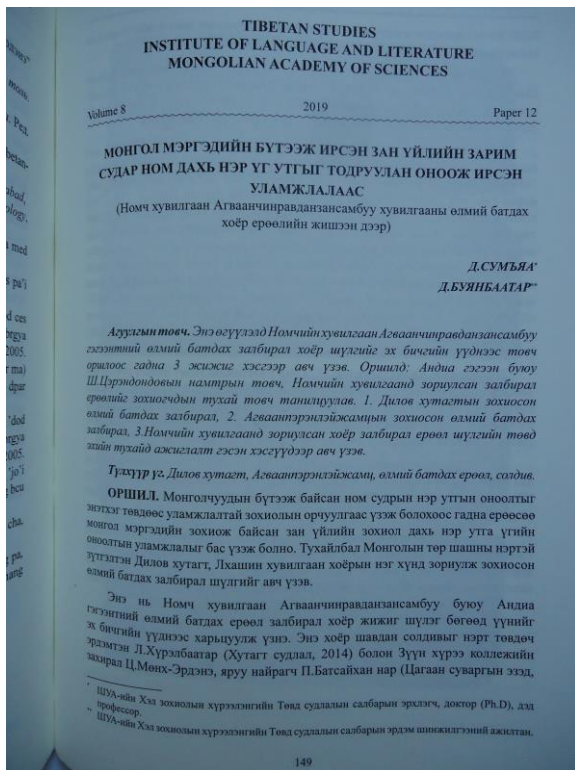 TIBETAN STUDIES
INSTITUTE OF LANGUAGE AND LITERATURE
MONGOLIAN ACADEMY OF SCIENCES
Volume 8 2019 Paper 12
МОНГОЛ МЭРГЭДИЙН БҮТЭЭЖ ИРСЭН ЗАН ҮЙЛИЙН ЗАРИМ
СУДАР НОМ ДАХЬ НЭР ҮГ УТГЫГ ТОДРУУЛАН ОНООЖ ИРСЭН
УЛАМЖЛАЛААС
(Номч хувилгаан Агваанчинравданзансамбуу хувилгааны өлмий батдах
хоёр ерөөлийн жишээн дээр)
Д.СУМЪЯА*
Д.БУЯНБААТАР**
Агуулгын товч. Энэ өгүүлэлд Номчийн хувилгаан Агваанчинравданзансамбуу
гэгээнтний өлмий батдах залбирал хоёр шүлгийг эх бичгийн үүднээс товч
оршлоос гадна 3 жижиг хэсгээр авч үзэв. Оршилд: Андиа гэгээн буюу
Ш.Цэрэндондовын намтрын товч, Номчийн хувилгаанд зориулсан залбирал
ерөөлийг зохиогчдын тухай товч танилцуулав. 1. Дилов хутагтын зохиосон
өлмий батдах залбирал, 2. Агваанпэрэнлэйжамцын зохиосон өлмий батдах
залбирал, 3.Номчийн хувилгаанд зориулсан хоёр залбирал ерөөл шүлгийн төвд
эхийн тухайд ажиглалт гэсэн хэсгүүдээр авч үзэв.
Түлхүүр үг. Дилов хутагт, Агваанпэрэнлэйжамц, өлмий батдах ерөөл, солдив.
ОРШИЛ. Монголчуудын бүтээж байсан ном судрын нэр утгын оноолтыг
энэтхэг төвдөөс уламжлалтай зохиолын орчуулгаас үзэж болохоос гадна ерөөсөө
монгол мэргэдийн зохиож байсан зан үйлийн зохиол дахь нэр утга үгийн
оноолтын уламжлалыг бас үзэж болно. Тухайлбал Монголын төр шашны нэртэй
зүтгэлтэн Дилов хутагт, Лхашин хувилгаан хоёрын нэг хүнд зориулж зохиосон
өлмий батдах залбирал шүлгийг авч үзэв.
Энэ нь Номч хувилгаан Агваанчинравданзансамбуу буюу Андиа
гэгээнтний өлмий батдах ерөөл залбирал хоёр жижиг шүлэг бөгөөд үүнийг
эх бичгийн үүднээс харьцуулж үзнэ. Энэ хоёр шавдан солдивыг нэрт төвдөч
эрдэмтэн Л.Хүрэлбаатар (Хутагт судлал, 2014) болон Зүүн хүрээ коллежийн
захирал Ц.Мөнх-Эрдэнэ, яруу найрагч П.Батсайхан нар (Цагаан суваргын эзэд,
* ШУА-ийн Хэл зохиолын хүрээлэнгийн Төвд судлалын салбарын эрхлэгч, доктор (Ph.D), дэд
профессор.
** ШУА-ийн Хэл зохиолын хүрээлэнгийн Төвд судлалын салбарын эрдэм шинжилгээний ажилтан.
149